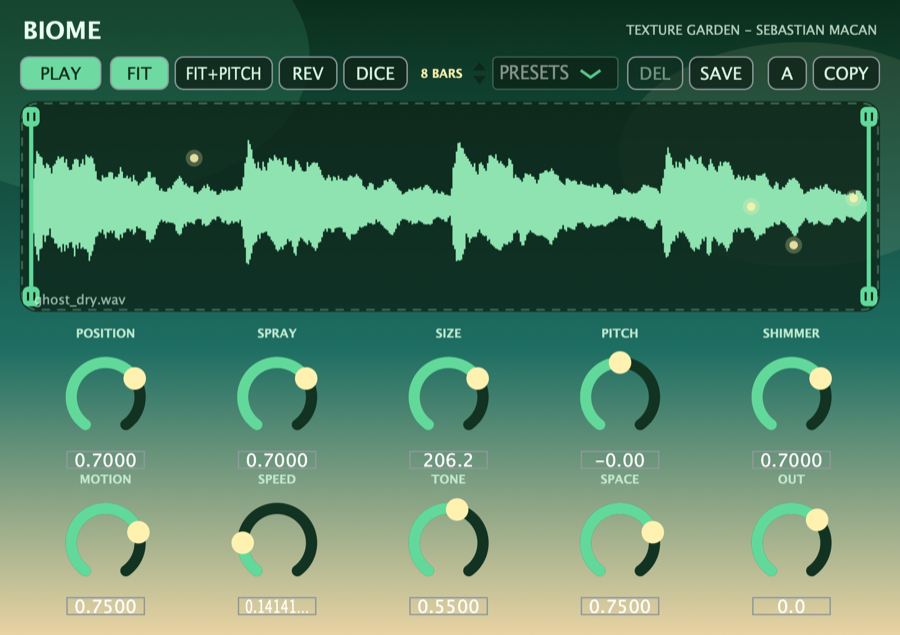 BIOME
TEXTURE GARDEN – SEBASTIAN MACAN
PLAY FIT FIT+PITCH REV DICE 8 BARS PRESETS DEL SAVE A COPY
ghost_dry.wav
POSITION SPRAY SIZE PITCH SHIMMER
0.7000 0.7000 206.2 −0.00 0.7000
MOTION SPEED TONE SPACE OUT
0.7500 0.14141... 0.5500 0.7500 0.0